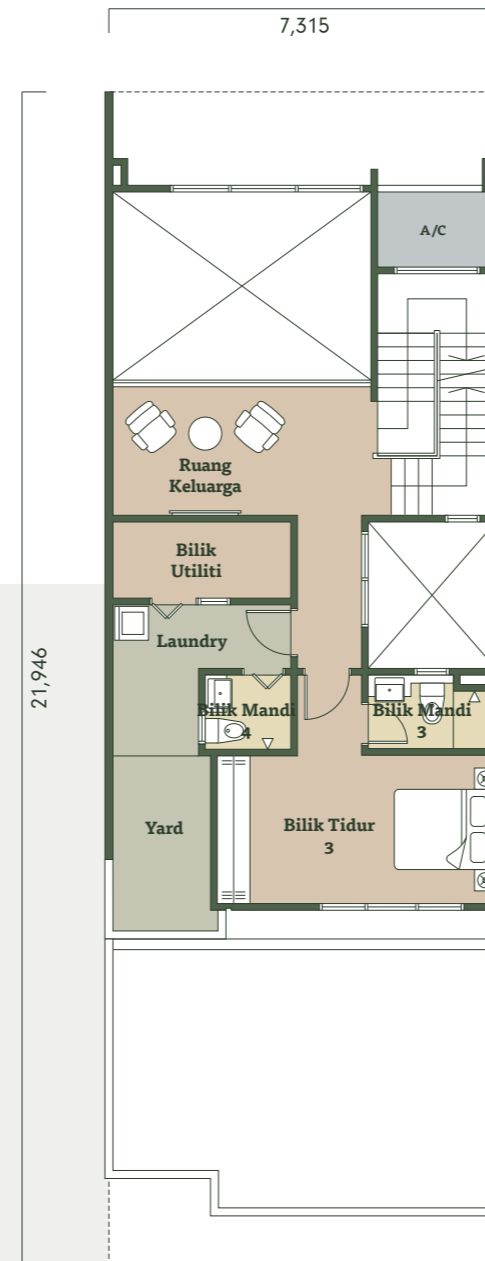 7,315
A/C
Ruang
Keluarga
Bilik
Utiliti
Laundry
21,946
Bilik Mandi
4
Bilik Mandi
3
Yard
Bilik Tidur
3